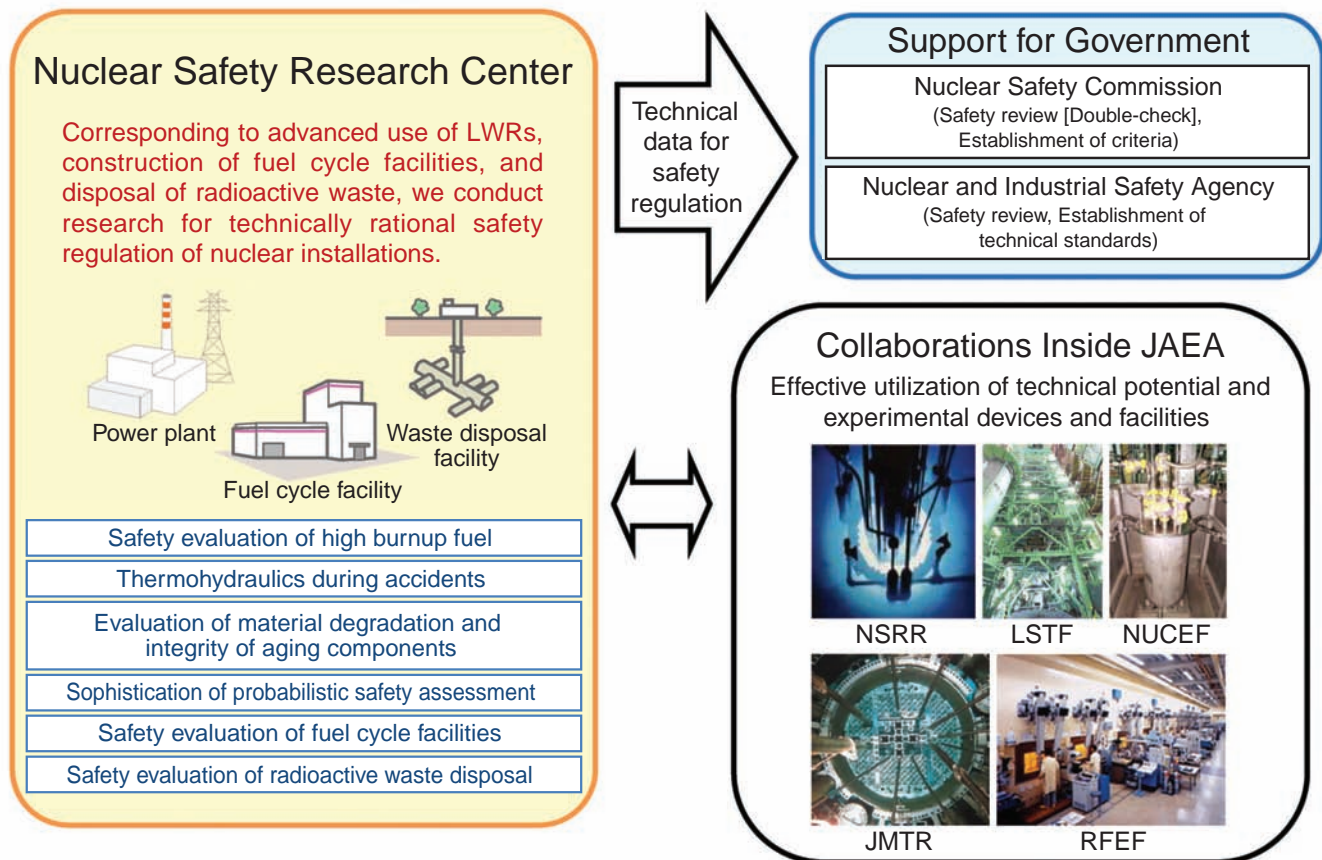 Nuclear Safety Research Center
Corresponding to advanced use of LWRs,
construction of fuel cycle facilities, and
disposal of radioactive waste, we conduct
research for technically rational safety
regulation of nuclear installations.
Power plant
Waste disposal
facility
Fuel cycle facility
Safety evaluation of high burnup fuel
Thermohydraulics during accidents
Evaluation of material degradation and
integrity of aging components
Sophistication of probabilistic safety assessment
Safety evaluation of fuel cycle facilities
Safety evaluation of radioactive waste disposal
Technical
data for
safety
regulation
Support for Government
Nuclear Safety Commission
(Safety review [Double-check],
Establishment of criteria)
Nuclear and Industrial Safety Agency
(Safety review, Establishment of
technical standards)
Collaborations Inside JAEA
Effective utilization of technical potential and
experimental devices and facilities
NSRR
LSTF
NUCEF
JMTR
RFEF